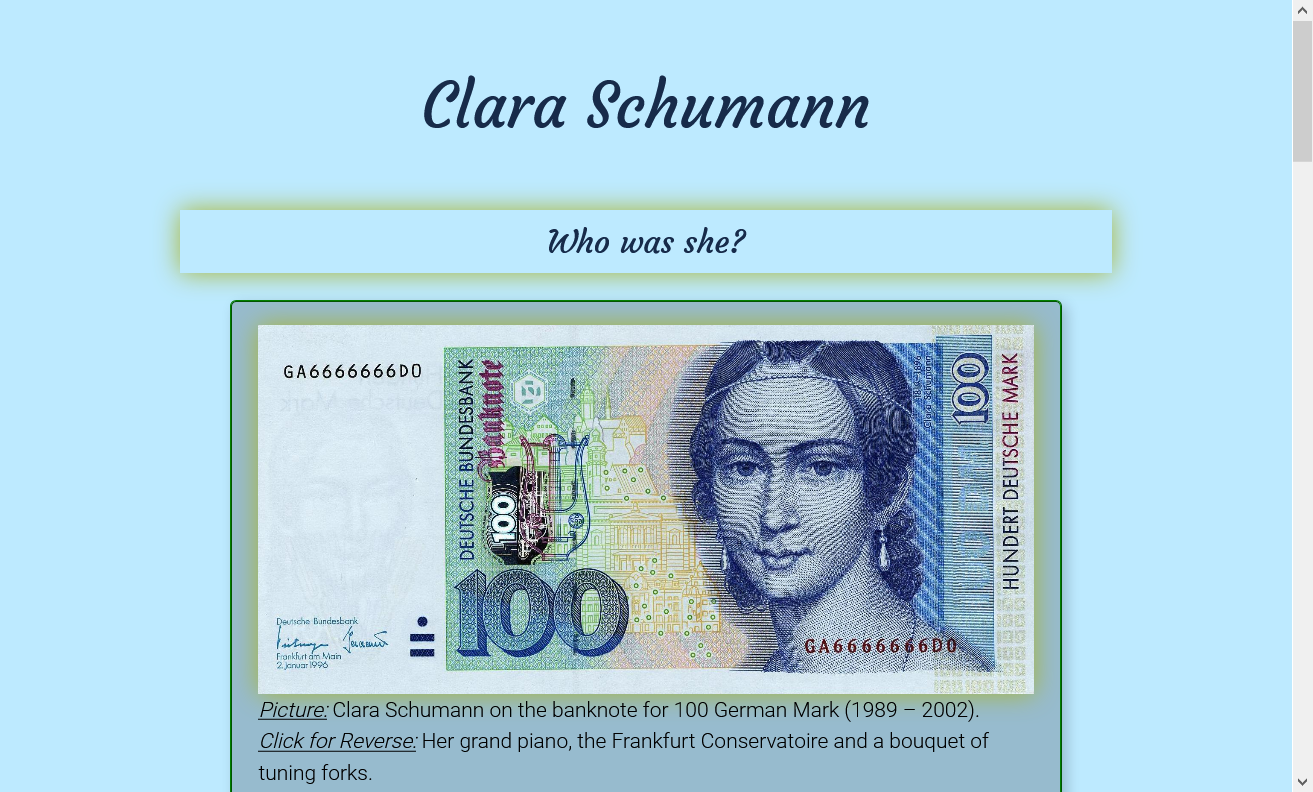 Clara Schumann
Who was she?
GA6666666D0
DEUTSCHE BUNDESBANK
Banknote
100
Deutsche Bundesbank
Frankfurt am Main
2. Januar 1996
100
1819-1896
Clara Schumann
100
HUNDERT DEUTSCHE MARK
GA6666666D0
Picture: Clara Schumann on the banknote for 100 German Mark (1989 – 2002).
Click for Reverse: Her grand piano, the Frankfurt Conservatoire and a bouquet of
tuning forks.